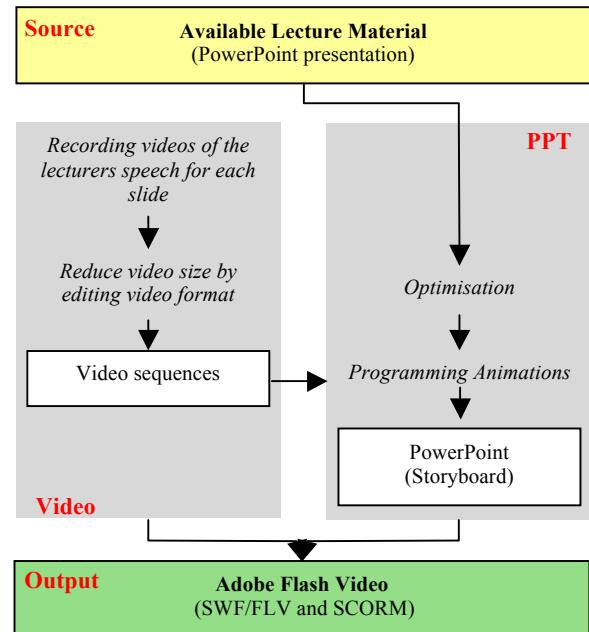 Source
Available Lecture Material
(PowerPoint presentation)
Recording videos of the
lecturers speech for each
slide
Reduce video size by
editing video format
Video sequences
Video
PPT
Optimisation
Programming Animations
PowerPoint
(Storyboard)
Output
Adobe Flash Video
(SWF/FLV and SCORM)